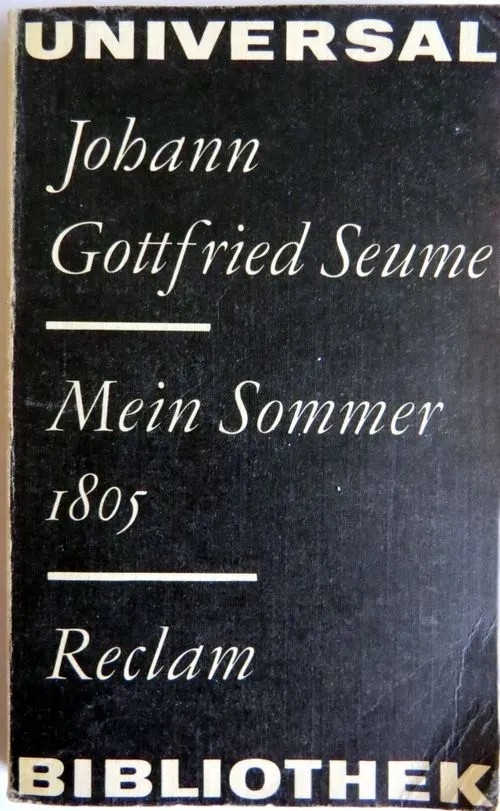 UNIVERSAL
Johann
Gottfried Seume
Mein Sommer
1805
Reclam
BIBLIOTHEK